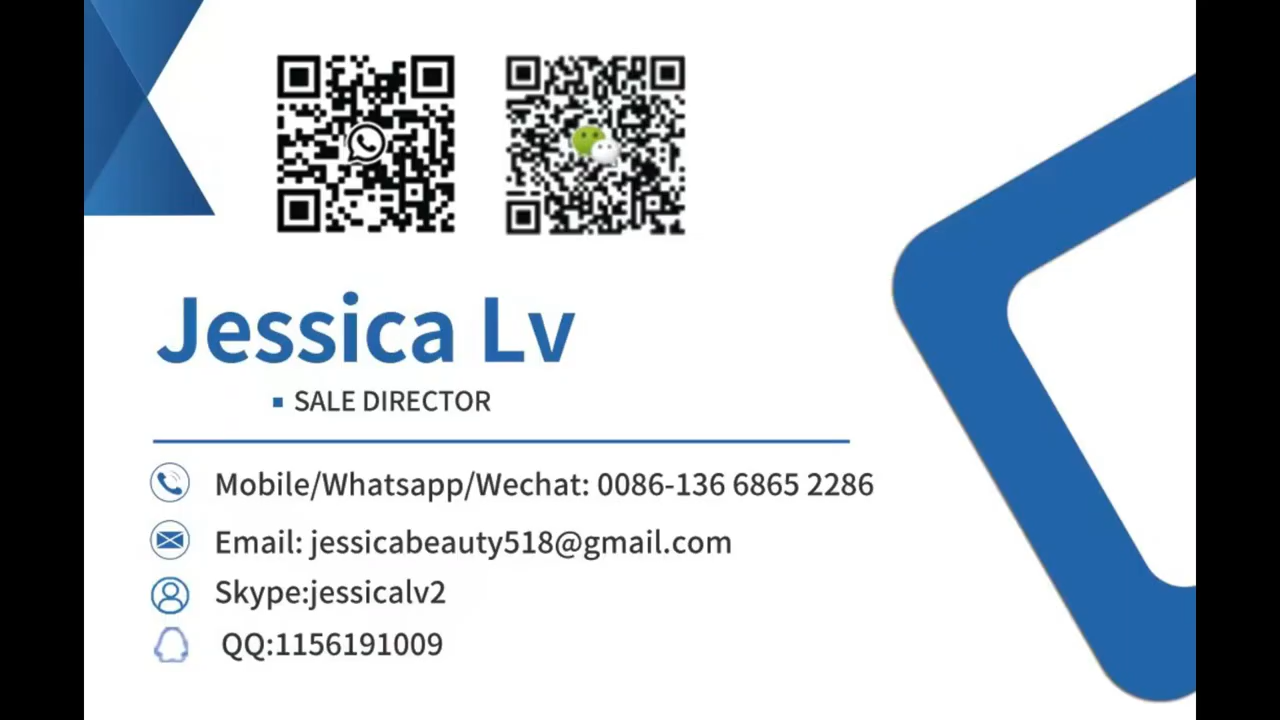 Jessica Lv
SALE DIRECTOR
Mobile/Whatsapp/Wechat: 0086-136 6865 2286
Email: jessicabeauty518@gmail.com
Skype:jessicalv2
QQ:1156191009